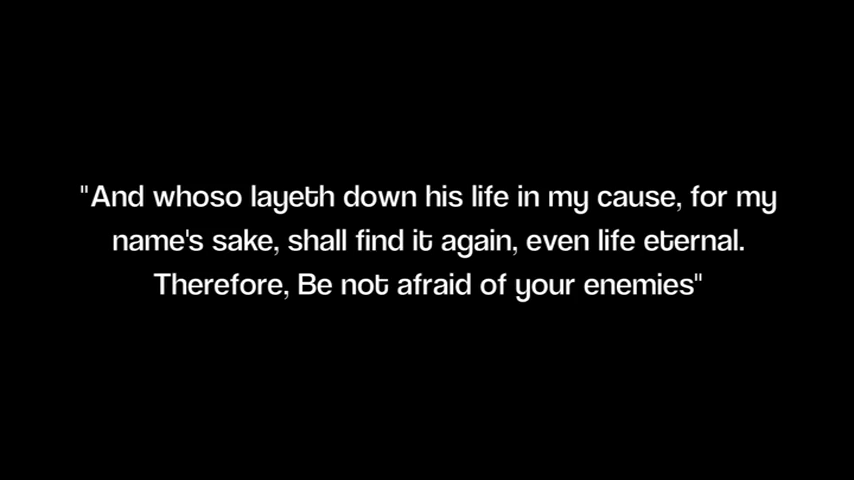 "And whoso layeth down his life in my cause, for my
name's sake, shall find it again, even life eternal.
Therefore, Be not afraid of your enemies"